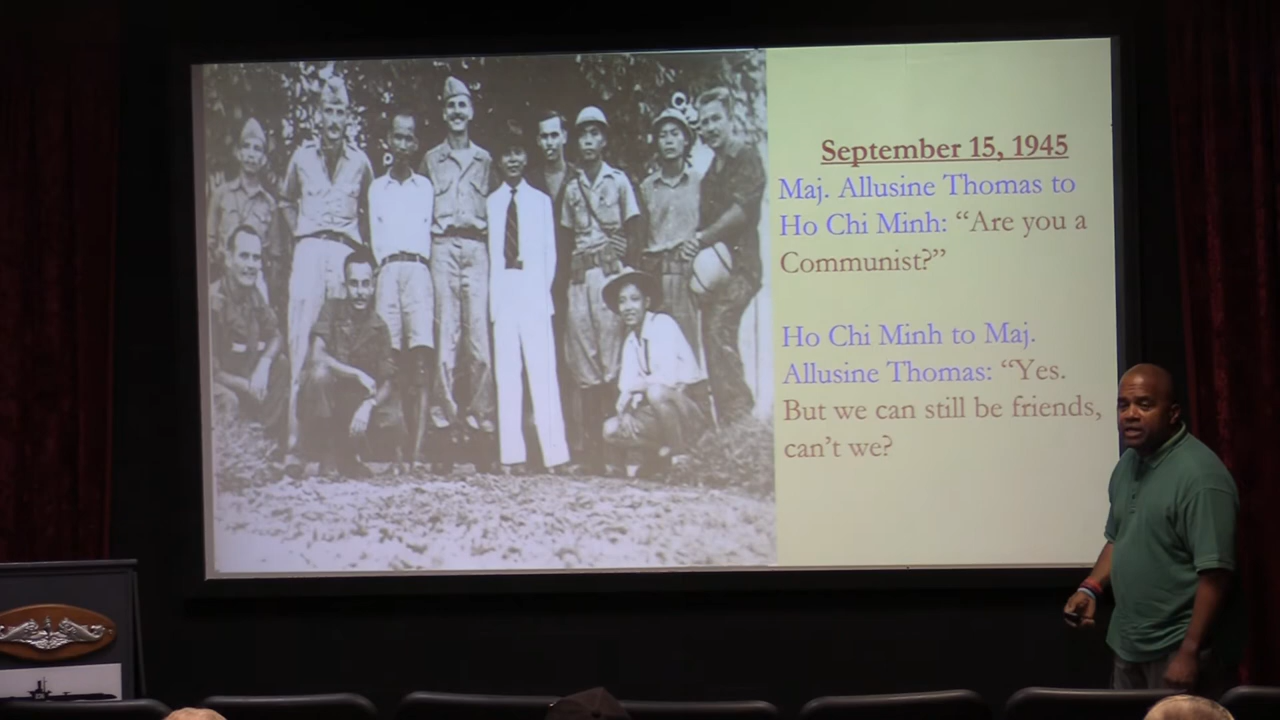 September 15, 1945
Maj. Allusine Thomas to
Ho Chi Minh: “Are you a
Communist?”
Ho Chi Minh to Maj.
Allusine Thomas: “Yes.
But we can still be friends,
can’t we?